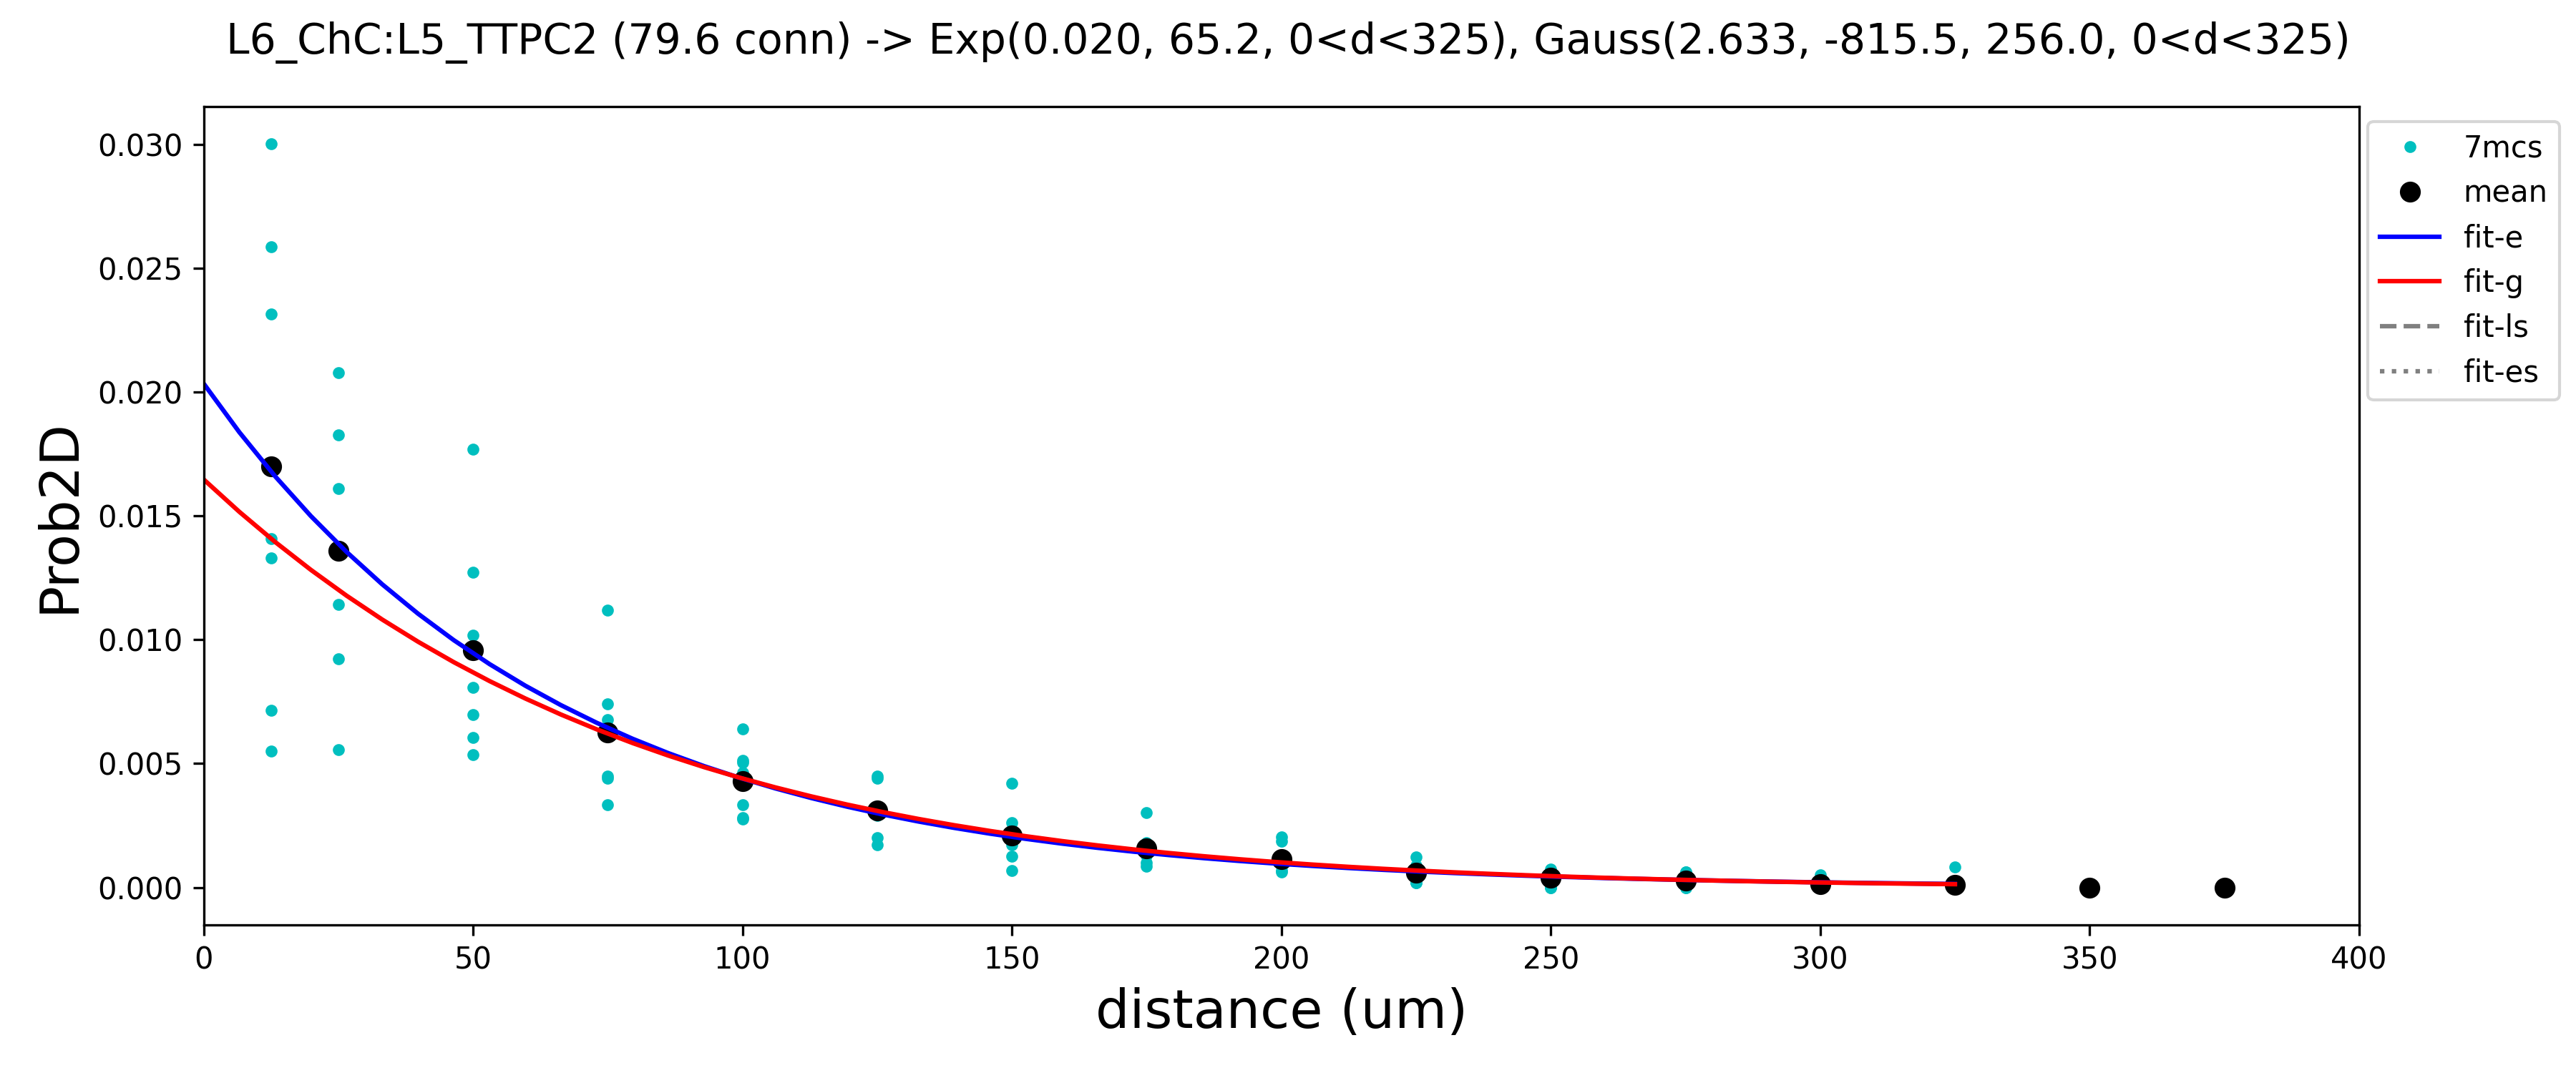 L6_ChC:L5_TTPC2 (79.6 conn) -> Exp(0.020, 65.2, 0<d<325), Gauss(2.633, -815.5, 256.0, 0<d<325)
0.030
0.025
0.020
0.015
0.010
0.005
0.000
Prob2D
0 50 100 150 200 250 300 350 400
distance (um)
7mcs
mean
fit-e
fit-g
fit-ls
fit-es